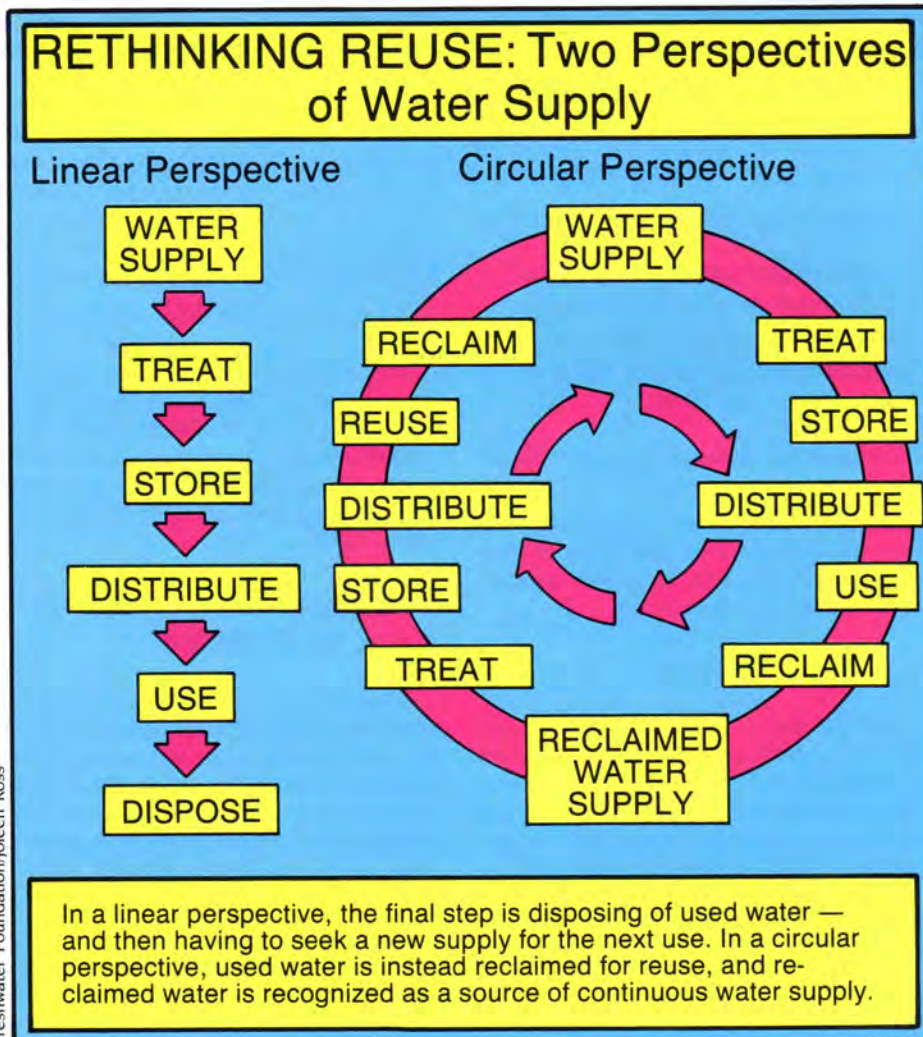 RETHINKING REUSE: Two Perspectives
of Water Supply
Linear Perspective
WATER
SUPPLY
TREAT
STORE
DISTRIBUTE
USE
DISPOSE
Circular Perspective
WATER
SUPPLY
TREAT
STORE
DISTRIBUTE
USE
RECLAIM
RECLAIMED
WATER
SUPPLY
TREAT
STORE
DISTRIBUTE
REUSE
RECLAIM
In a linear perspective, the final step is disposing of used water —
and then having to seek a new supply for the next use. In a circular
perspective, used water is instead reclaimed for reuse, and re-
claimed water is recognized as a source of continuous water supply.
Foundation/Joleen Ross